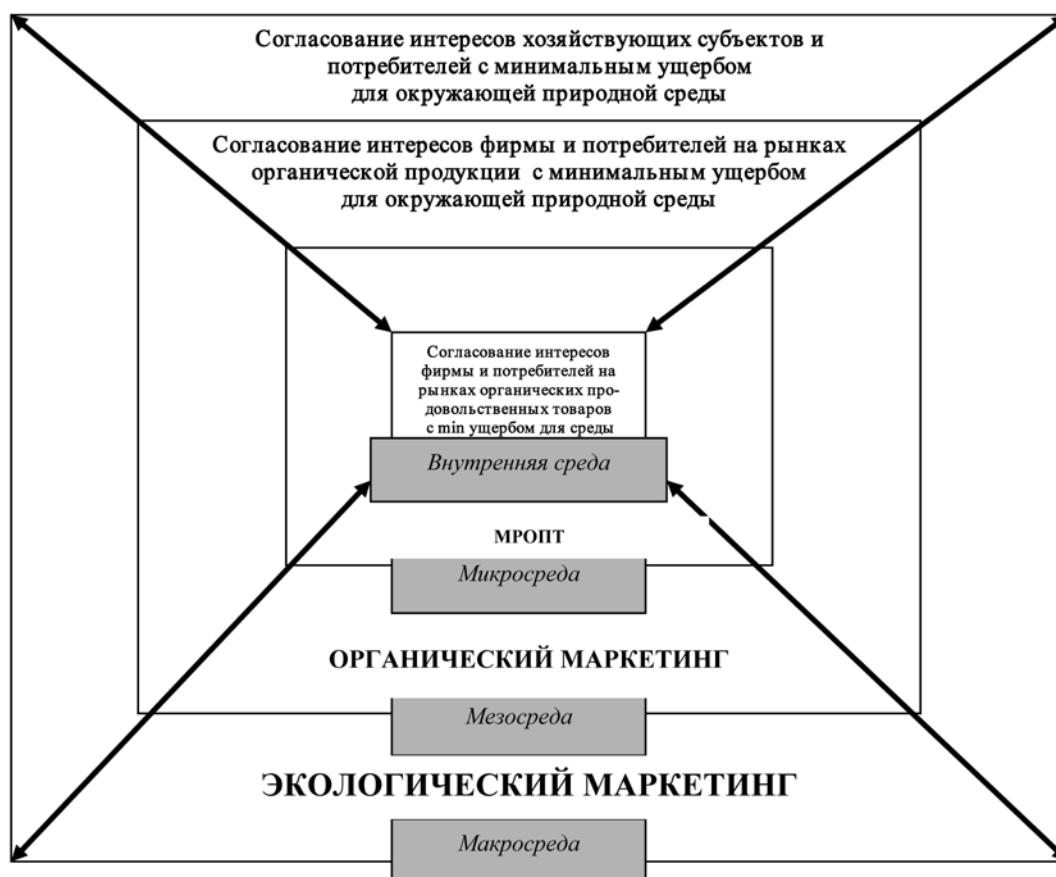 Согласование интересов хозяйствующих субъектов и
потребителей с минимальным ущербом
для окружающей природной среды
Согласование интересов фирмы и потребителей на рынках
органической продукции с минимальным ущербом
для окружающей природной среды
Согласование интересов
фирмы и потребителей на
рынках органических про-
довольственных товаров
с min ущербом для среды
Внутренняя среда
МРОПТ
Микросреда
ОРГАНИЧЕСКИЙ МАРКЕТИНГ
Мезосреда
ЭКОЛОГИЧЕСКИЙ МАРКЕТИНГ
Макросреда